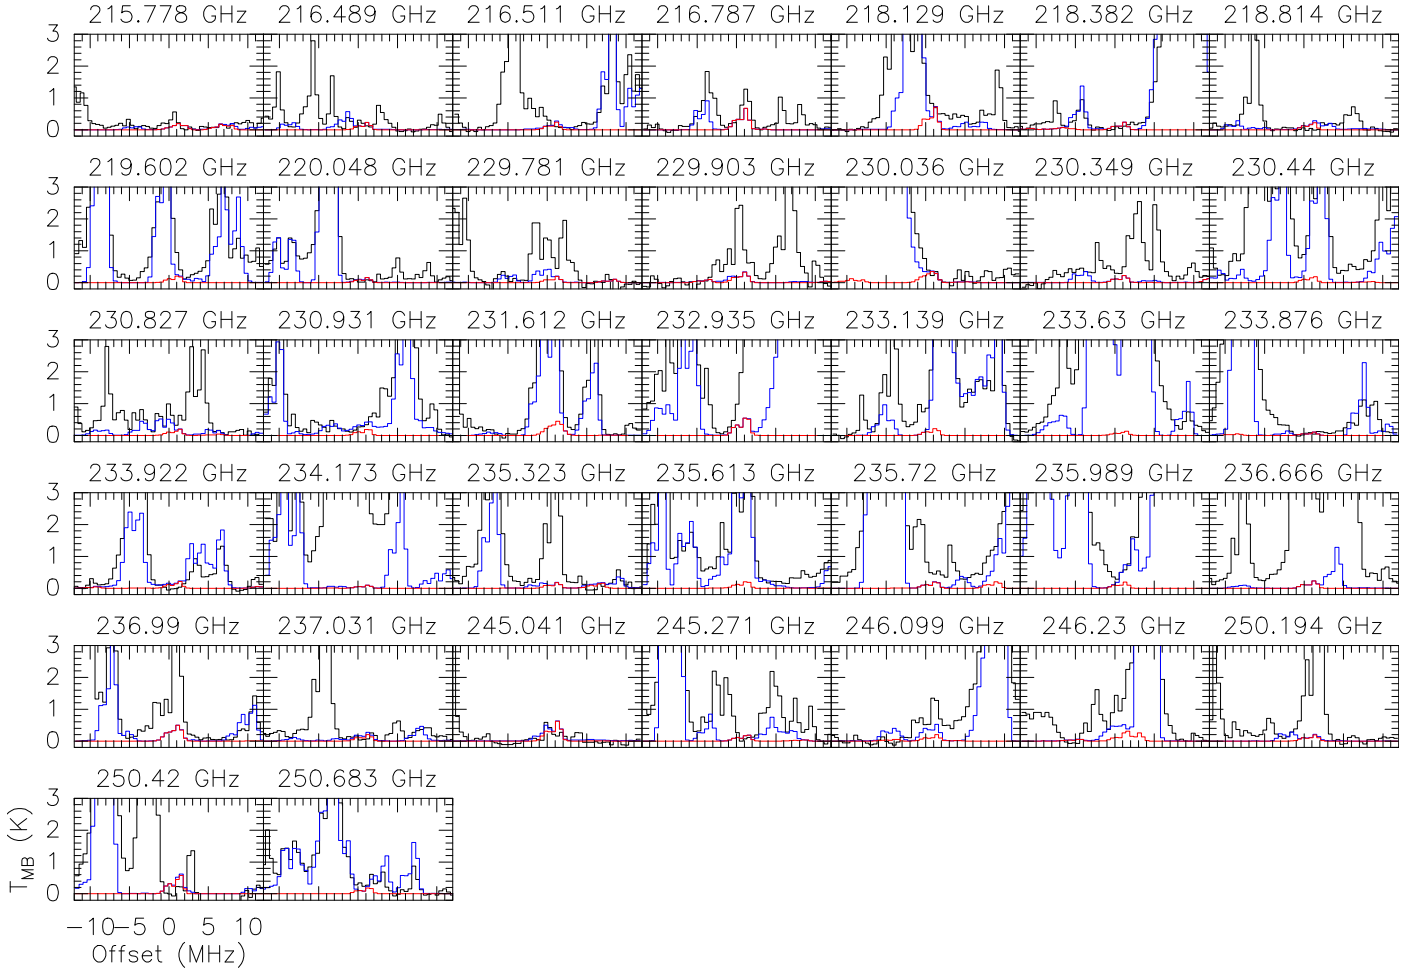 215.778 GHz 216.489 GHz 216.511 GHz 216.787 GHz 218.129 GHz 218.382 GHz 218.814 GHz
3
2
1
0
219.602 GHz 220.048 GHz 229.781 GHz 229.903 GHz 230.036 GHz 230.349 GHz 230.44 GHz
3
2
1
0
230.827 GHz 230.931 GHz 231.612 GHz 232.935 GHz 233.139 GHz 233.63 GHz 233.876 GHz
3
2
1
0
233.922 GHz 234.173 GHz 235.323 GHz 235.613 GHz 235.72 GHz 235.989 GHz 236.666 GHz
3
2
1
0
236.99 GHz 237.031 GHz 245.041 GHz 245.271 GHz 246.099 GHz 246.23 GHz 250.194 GHz
3
2
1
0
250.42 GHz 250.683 GHz
3
2
1
0
T_MB (K)
−10 −5 0 5 10
Offset (MHz)